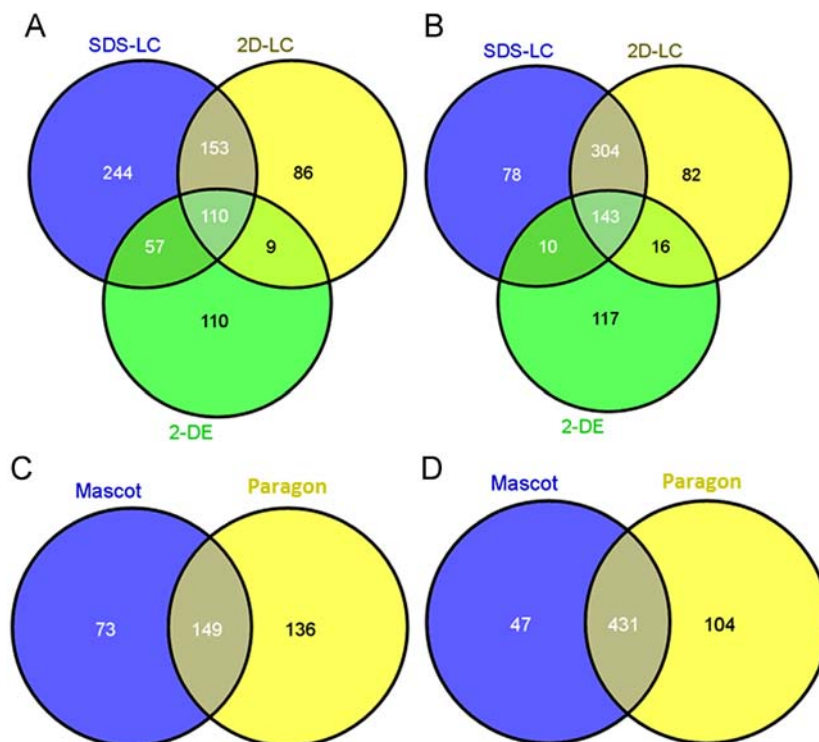 A
SDS-LC
2D-LC
244
153
86
110
57
9
110
2-DE
B
SDS-LC
2D-LC
78
304
82
143
10
16
117
2-DE
C
Mascot
Paragon
73
149
136
D
Mascot
Paragon
47
431
104